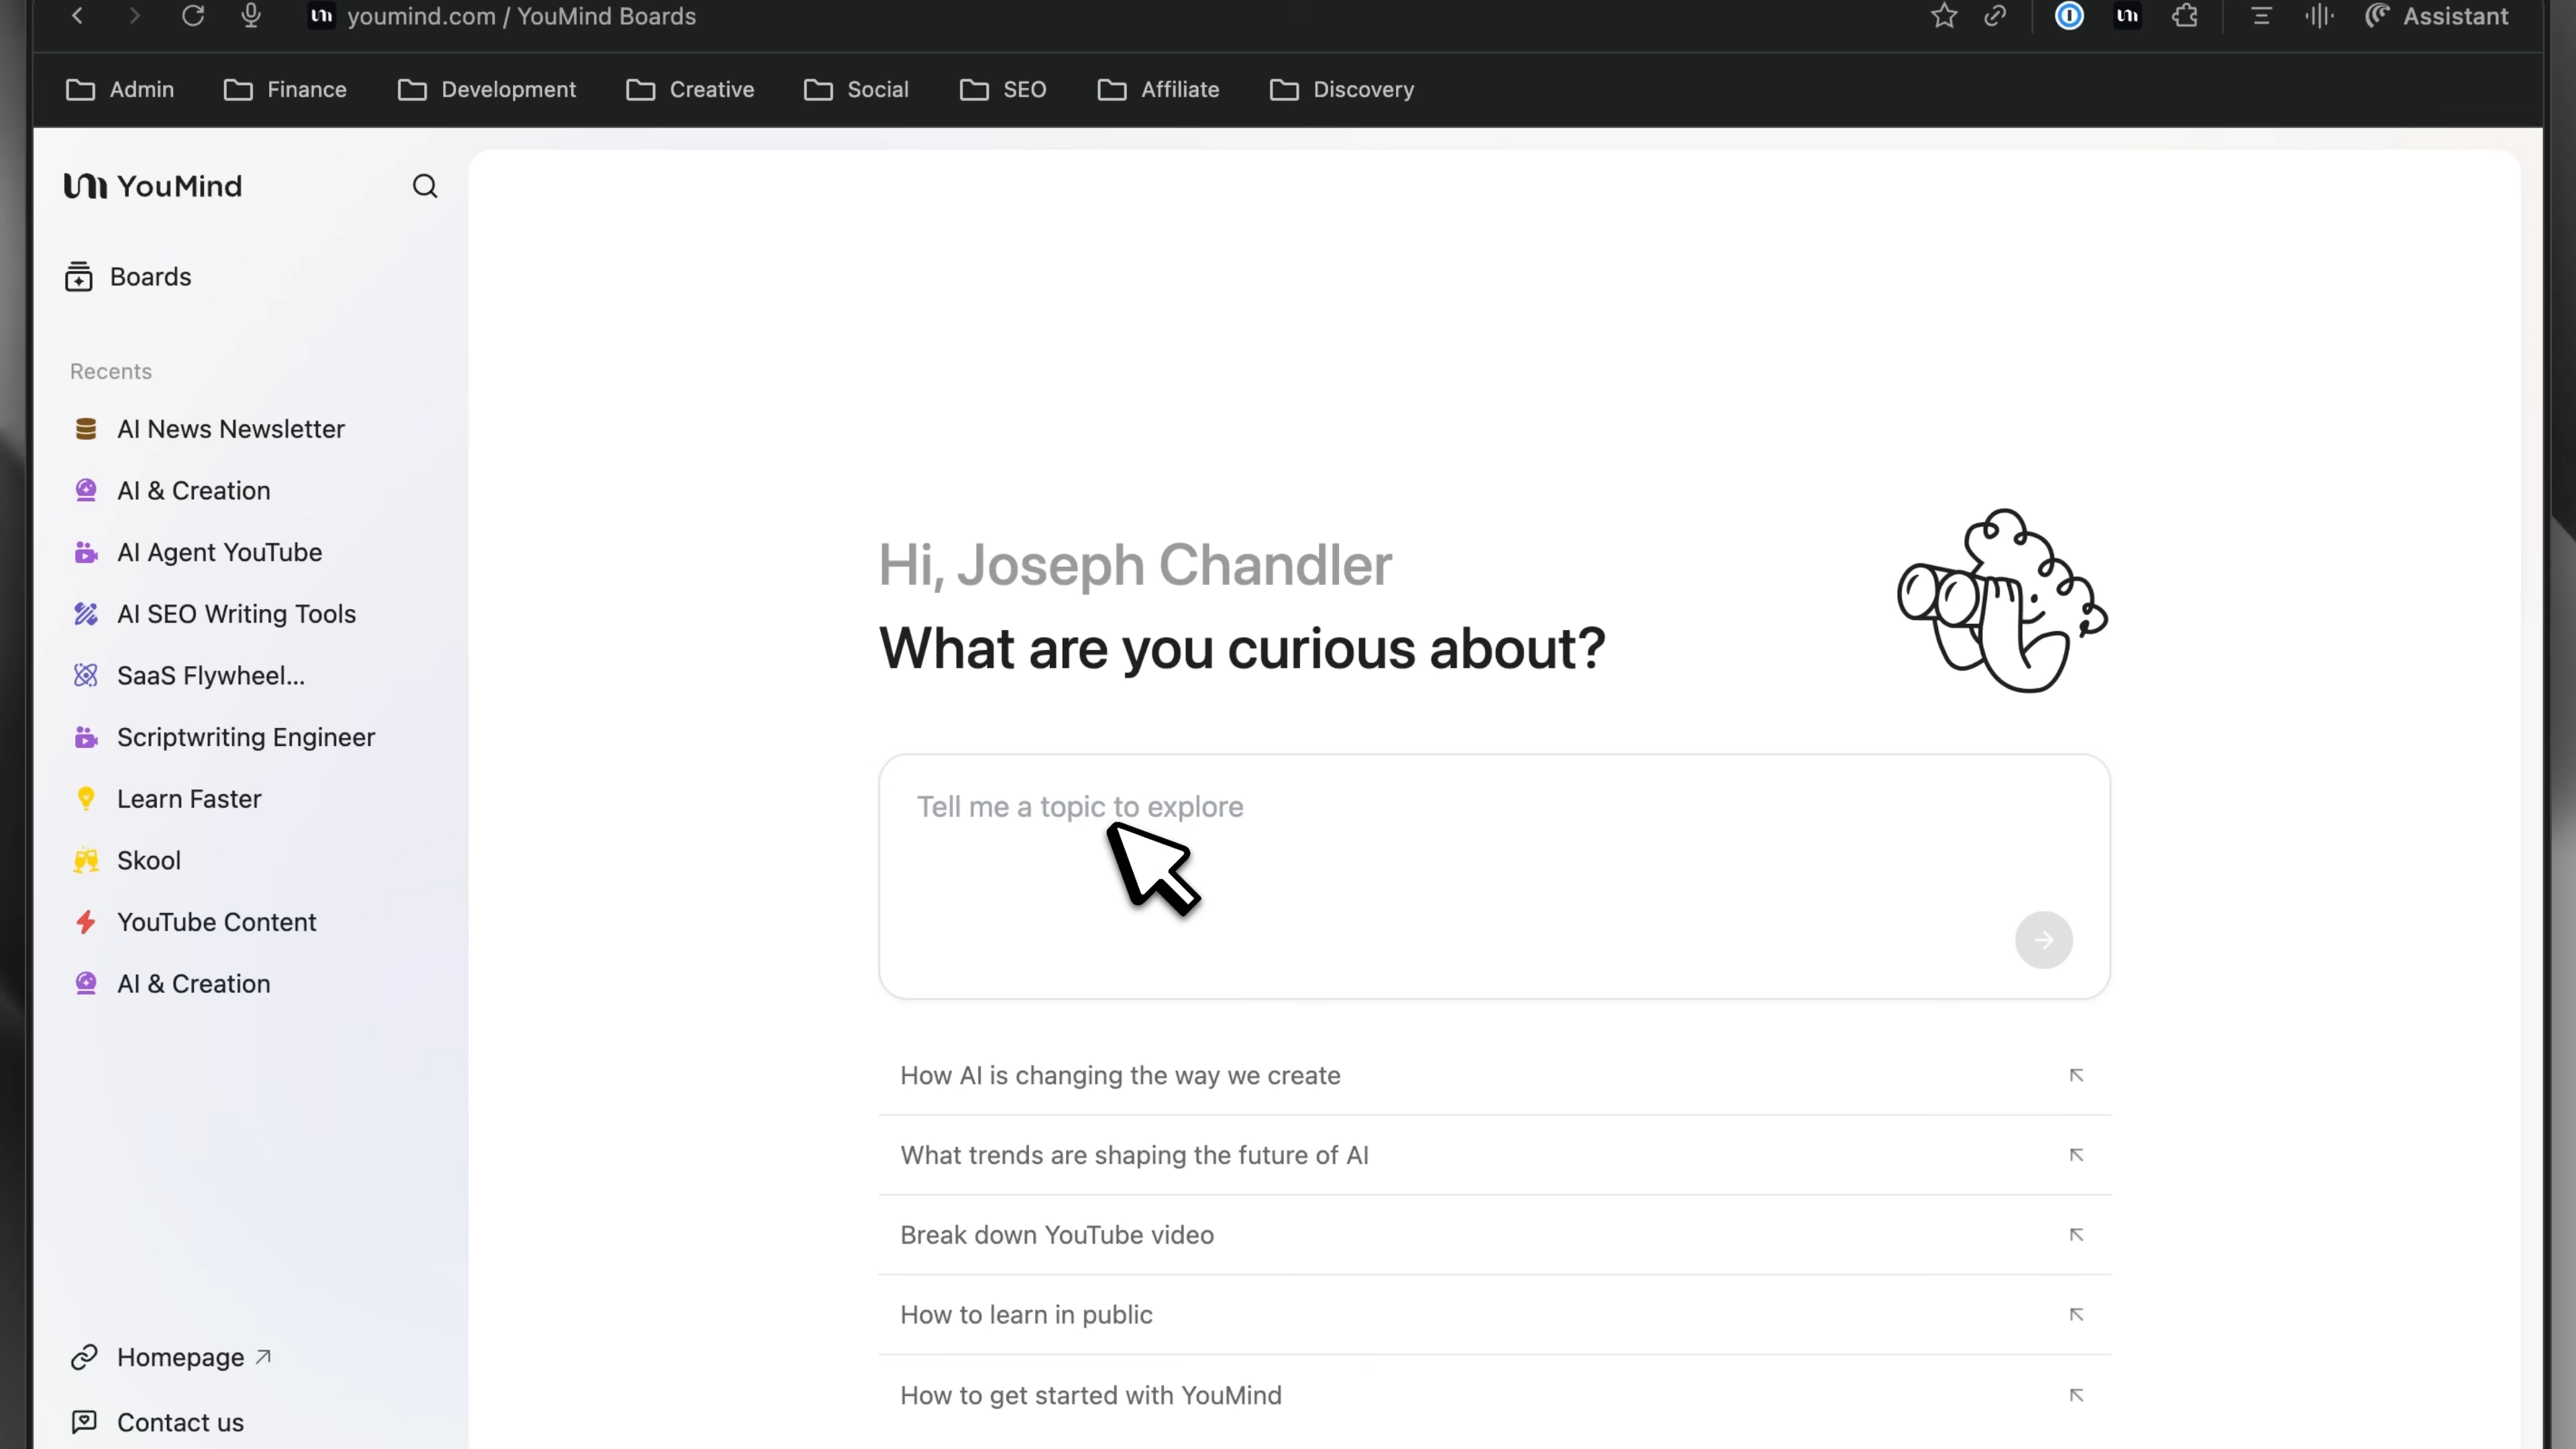 youmind.com / YouMind Boards
Assistant
Admin
Finance
Development
Creative
Social
SEO
Affiliate
Discovery
YouMind
Boards
Recents
AI News Newsletter
AI & Creation
AI Agent YouTube
AI SEO Writing Tools
SaaS Flywheel...
Scriptwriting Engineer
Learn Faster
Skool
YouTube Content
AI & Creation
Homepage
Contact us
Hi, Joseph Chandler
What are you curious about?
Tell me a topic to explore
How AI is changing the way we create
What trends are shaping the future of AI
Break down YouTube video
How to learn in public
How to get started with YouMind